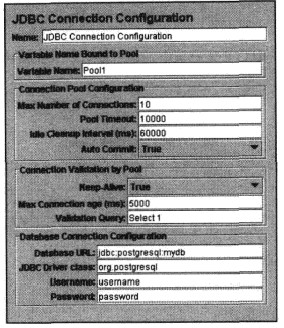 JDBC Connection Configuration
Name: JDBC Connection Configuration
Variable Name Bound to Pool
Variable Name: Pool1
Connection Pool Configuration
Max Number of Connections: 10
Pool Timeout: 10000
Idle Cleanup Interval (ms): 60000
Auto Commit: True
Connection Validation by Pool
Keep-Alive: True
Max Connection age (ms): 5000
Validation Query: Select 1
Database Connection Configuration
Database URL: jdbc:postgresql:mydb
JDBC Driver class: org.postgresql
Username: username
Password: password